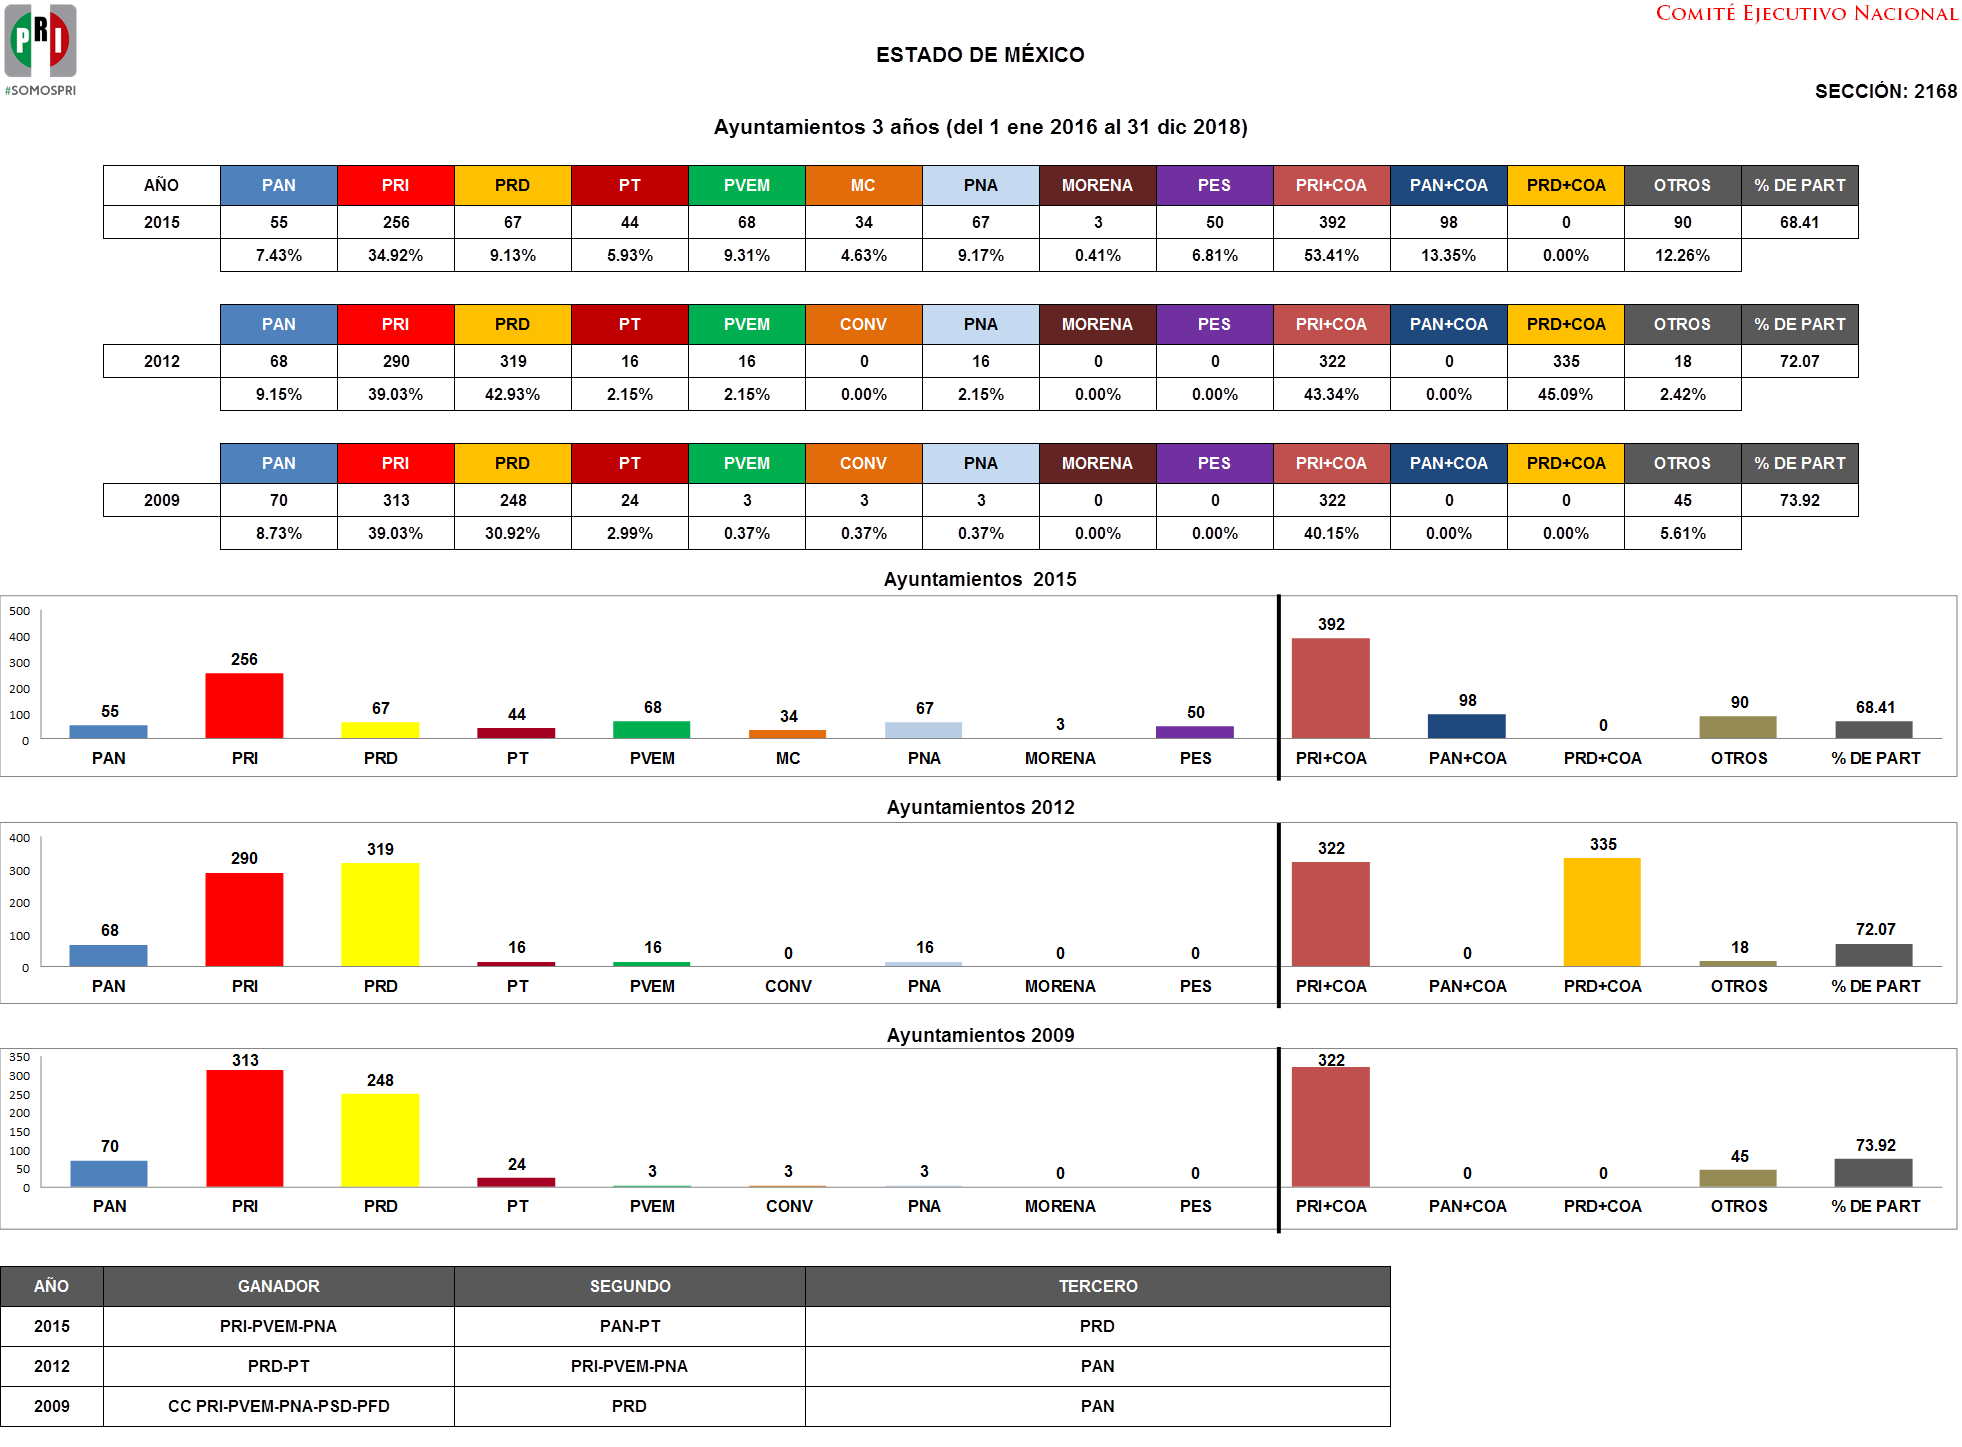 PRI
#SOMOSPRI
COMITÉ EJECUTIVO NACIONAL
ESTADO DE MÉXICO
SECCIÓN: 2168
Ayuntamientos 3 años (del 1 ene 2016 al 31 dic 2018)
AÑO PAN PRI PRD PT PVEM MC PNA MORENA PES PRI+COA PAN+COA PRD+COA OTROS % DE PART
2015 55 256 67 44 68 34 67 3 50 392 98 0 90 68.41
7.43% 34.92% 9.13% 5.93% 9.31% 4.63% 9.17% 0.41% 6.81% 53.41% 13.35% 0.00% 12.26%
PAN PRI PRD PT PVEM CONV PNA MORENA PES PRI+COA PAN+COA PRD+COA OTROS % DE PART
2012 68 290 319 16 16 0 16 0 0 322 0 335 18 72.07
9.15% 39.03% 42.93% 2.15% 2.15% 0.00% 2.15% 0.00% 0.00% 43.34% 0.00% 45.09% 2.42%
PAN PRI PRD PT PVEM CONV PNA MORENA PES PRI+COA PAN+COA PRD+COA OTROS % DE PART
2009 70 313 248 24 3 3 3 0 0 322 0 0 45 73.92
8.73% 39.03% 30.92% 2.99% 0.37% 0.37% 0.37% 0.00% 0.00% 40.15% 0.00% 0.00% 5.61%
Ayuntamientos 2015
500
400
300
200
100
0
55 256 67 44 68 34 67 3 50 392 98 0 90 68.41
PAN PRI PRD PT PVEM MC PNA MORENA PES PRI+COA PAN+COA PRD+COA OTROS % DE PART
Ayuntamientos 2012
400
300
200
100
0
68 290 319 16 16 0 16 0 0 322 0 335 18 72.07
PAN PRI PRD PT PVEM CONV PNA MORENA PES PRI+COA PAN+COA PRD+COA OTROS % DE PART
Ayuntamientos 2009
350
300
250
200
150
100
50
0
70 313 248 24 3 3 3 0 0 322 0 0 45 73.92
PAN PRI PRD PT PVEM CONV PNA MORENA PES PRI+COA PAN+COA PRD+COA OTROS % DE PART
AÑO GANADOR SEGUNDO TERCERO
2015 PRI-PVEM-PNA PAN-PT PRD
2012 PRD-PT PRI-PVEM-PNA PAN
2009 CC PRI-PVEM-PNA-PSD-PFD PRD PAN